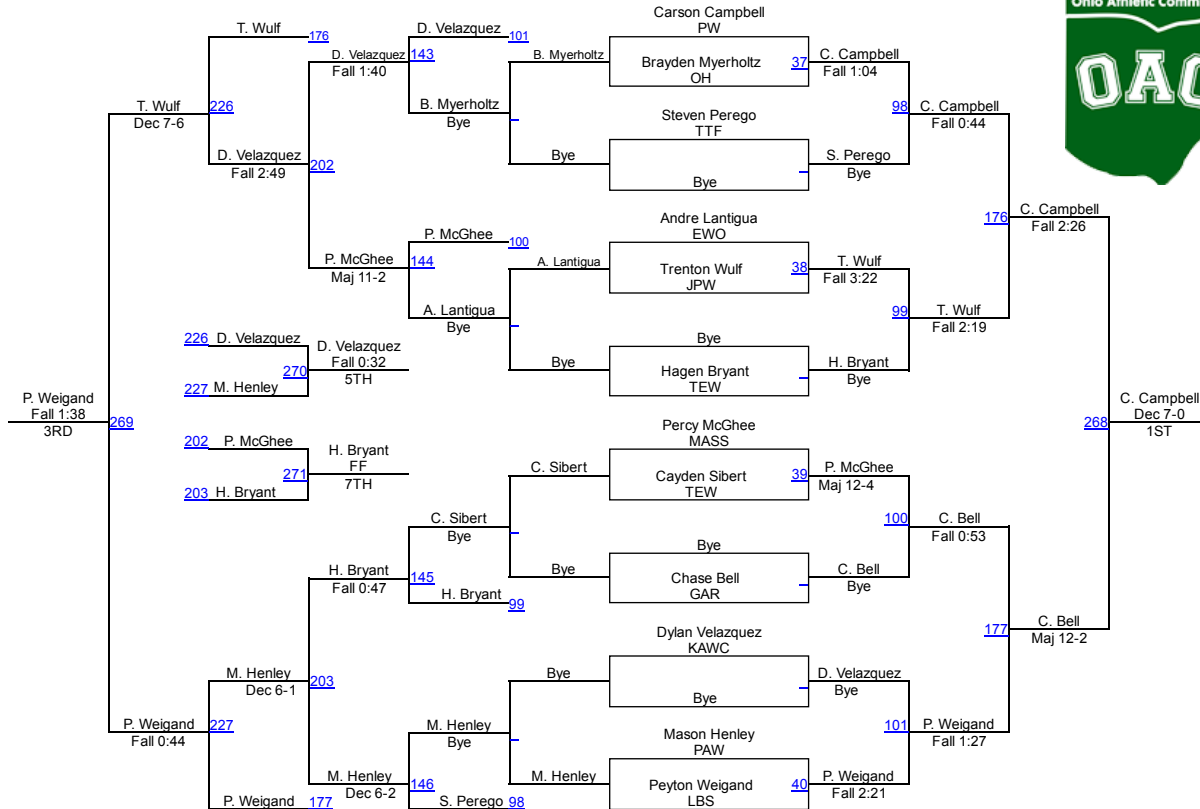 Ohio Athletic Comm
OAC
Carson Campbell
PW
T. Wulf
176
D. Velazquez
101
D. Velazquez
143
Fall 1:40
B. Myerholtz
Brayden Myerholtz
OH
37
C. Campbell
Fall 1:04
T. Wulf
Dec 7-6
226
B. Myerholtz
Bye
98
C. Campbell
Fall 0:44
Steven Perego
TTF
D. Velazquez
Fall 2:49
202
Bye
Bye
S. Perego
Bye
176
C. Campbell
Fall 2:26
Andre Lantigua
EWO
P. McGhee
100
P. McGhee
Maj 11-2
144
A. Lantigua
Trenton Wulf
JPW
38
T. Wulf
Fall 3:22
A. Lantigua
Bye
99
T. Wulf
Fall 2:19
226
D. Velazquez
227
M. Henley
270
D. Velazquez
Fall 0:32
5TH
Bye
Bye
Hagen Bryant
TEW
H. Bryant
Bye
P. Weigand
Fall 1:38
3RD
269
268
C. Campbell
Dec 7-0
1ST
202
P. McGhee
203
H. Bryant
271
H. Bryant
FF
7TH
Percy McGhee
MASS
C. Sibert
Cayden Sibert
TEW
39
P. McGhee
Maj 12-4
C. Sibert
Bye
100
C. Bell
Fall 0:53
H. Bryant
Fall 0:47
145
H. Bryant
99
Bye
Bye
Chase Bell
GAR
C. Bell
Bye
177
C. Bell
Maj 12-2
Dylan Velazquez
KAWC
M. Henley
Dec 6-1
203
Bye
Bye
D. Velazquez
Bye
P. Weigand
Fall 0:44
227
M. Henley
Bye
101
P. Weigand
Fall 1:27
Mason Henley
PAW
M. Henley
Dec 6-2
146
M. Henley
Peyton Weigand
LBS
40
P. Weigand
Fall 2:21
P. Weigand
177
S. Perego
98